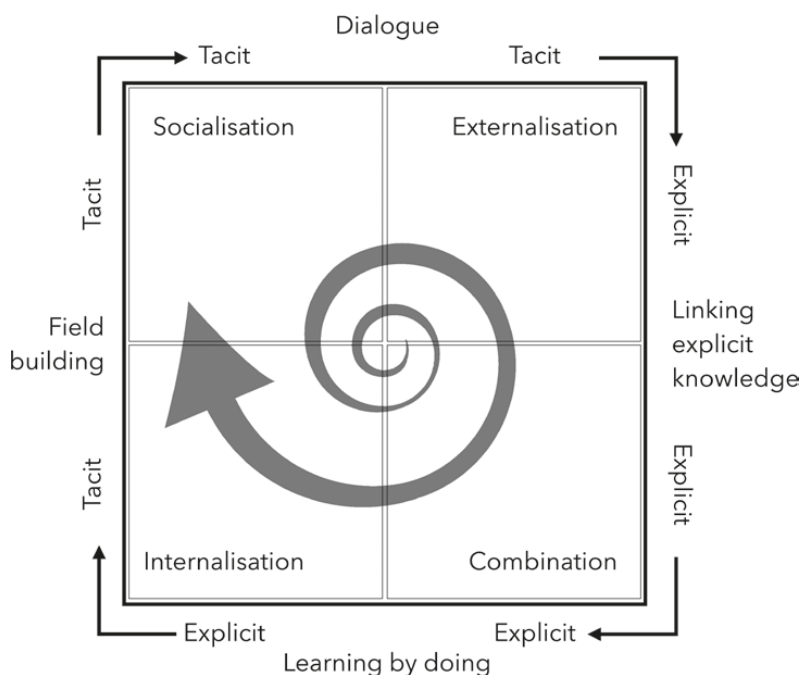 Dialogue
Tacit
Tacit
Socialisation
Externalisation
Tacit
Explicit
Field
building
Linking
explicit
knowledge
Tacit
Explicit
Internalisation
Combination
Explicit
Explicit
Learning by doing